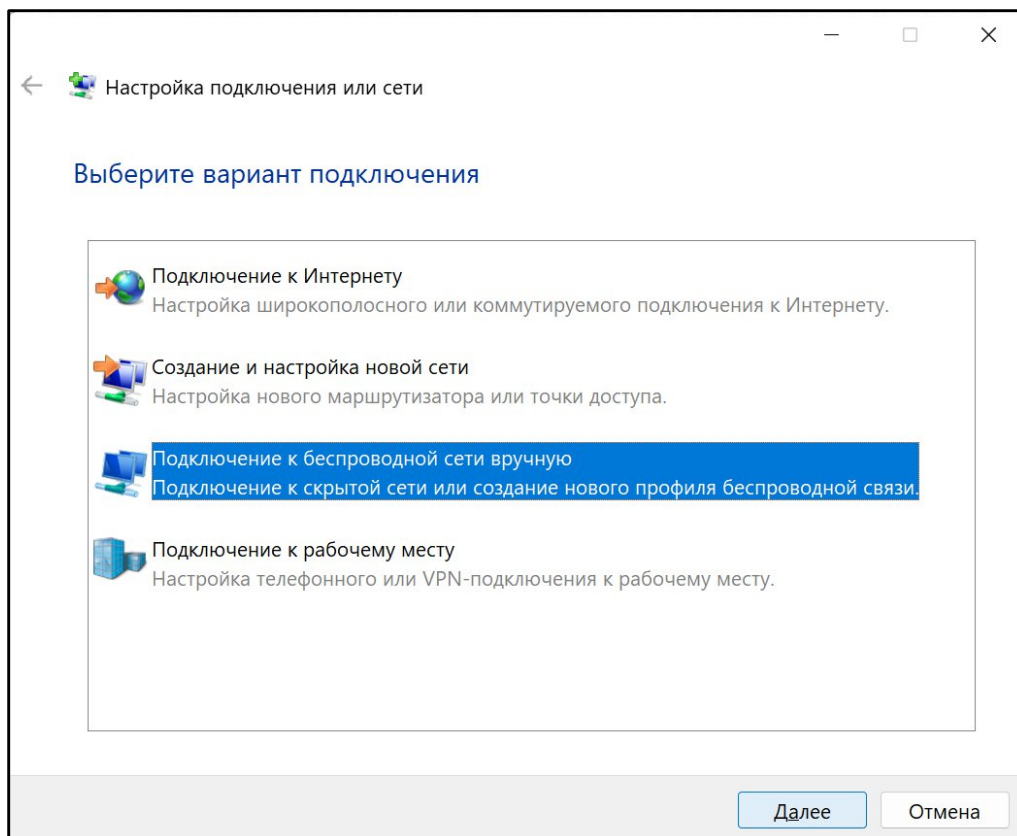 Настройка подключения или сети
Выберите вариант подключения
Подключение к Интернету
Настройка широкополосного или коммутируемого подключения к Интернету.
Создание и настройка новой сети
Настройка нового маршрутизатора или точки доступа.
Подключение к беспроводной сети вручную
Подключение к скрытой сети или создание нового профиля беспроводной связи.
Подключение к рабочему месту
Настройка телефонного или VPN-подключения к рабочему месту.
Далее
Отмена